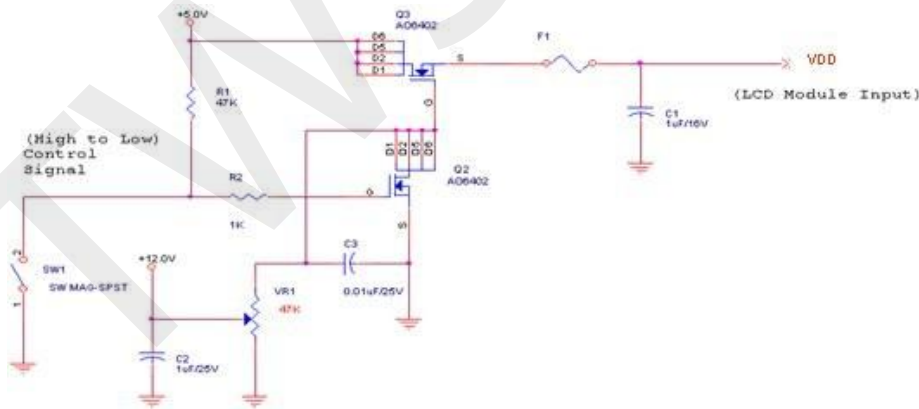 +5.0V
Q3
AO6402
D6
D5
D2
D1
S
G
F1
VDD
(LCD Module Input)
C1
1uF/16V
R1
47K
(High to Low)
Control
Signal
R2
1K
D1
D2
D5
D6
Q2
AO6402
G
S
2
SW1
SW MAG-SPST
1
+12.0V
C3
0.01uF/25V
VR1
47K
C2
1uF/25V